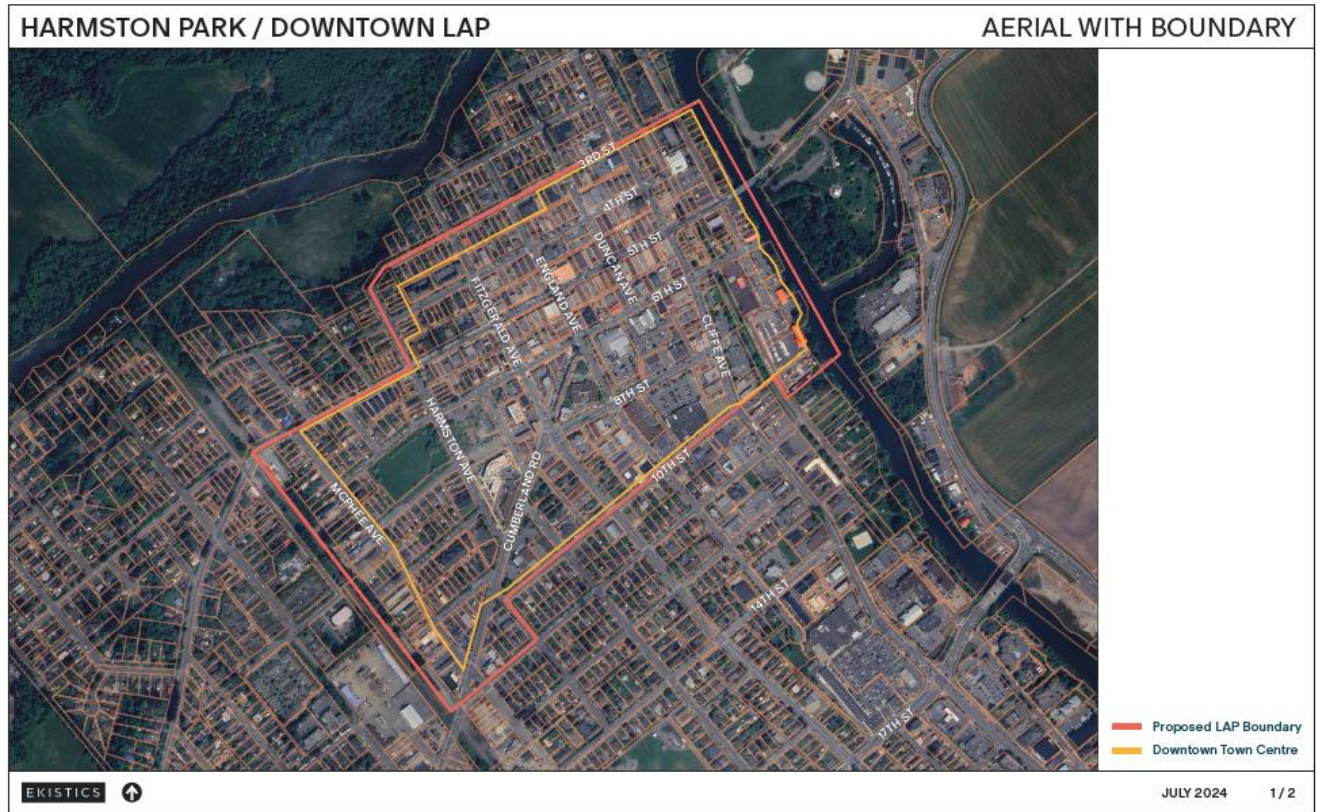 HARMSTON PARK / DOWNTOWN LAP
AERIAL WITH BOUNDARY
3RD ST
4TH ST
5TH ST
DUNCAN AVE
ENGLAND AVE
6TH ST
FITZGERALD AVE
CLIFFE AVE
8TH ST
HARMSTON AVE
10TH ST
CUMBERLAND RD
MCPHEE AVE
14TH ST
17TH ST
Proposed LAP Boundary
Downtown Town Centre
EKISTICS
JULY 2024
1 / 2